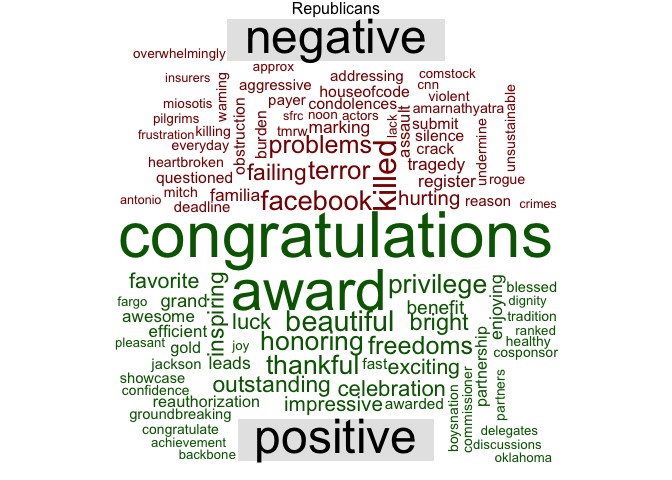 Republicans
negative
overwhelmingly
approx
insurers
warning
aggressive
addressing
comstock
cnn
houseofcode
violent
unsustainable
miosotis
payer
condolences
amarnathyatra
pilgrims
obstruction
burden
sfrc
noon
actors
lack
assault
submit
frustration
killing
tmrw
marking
silence
undermine
everyday
problems
killed
crack
heartbroken
failing
terror
tragedy
questioned
register
rogue
antonio
mitch
familia
facebook
hurting
reason
crimes
deadline
congratulations
favorite
inspiring
award
privilege
enjoying
blessed
fargo
grand
benefit
dignity
awesome
luck
beautiful
bright
tradition
efficient
ranked
pleasant
gold
joy
honoring
freedoms
partnership
healthy
cosponsor
jackson
leads
thankful
fast
exciting
showcase
confidence
outstanding
celebration
partners
reauthorization
impressive
awarded
groundbreaking
boysnation
commissioner
congratulate
positive
delegates
achievement
discussions
backbone
oklahoma